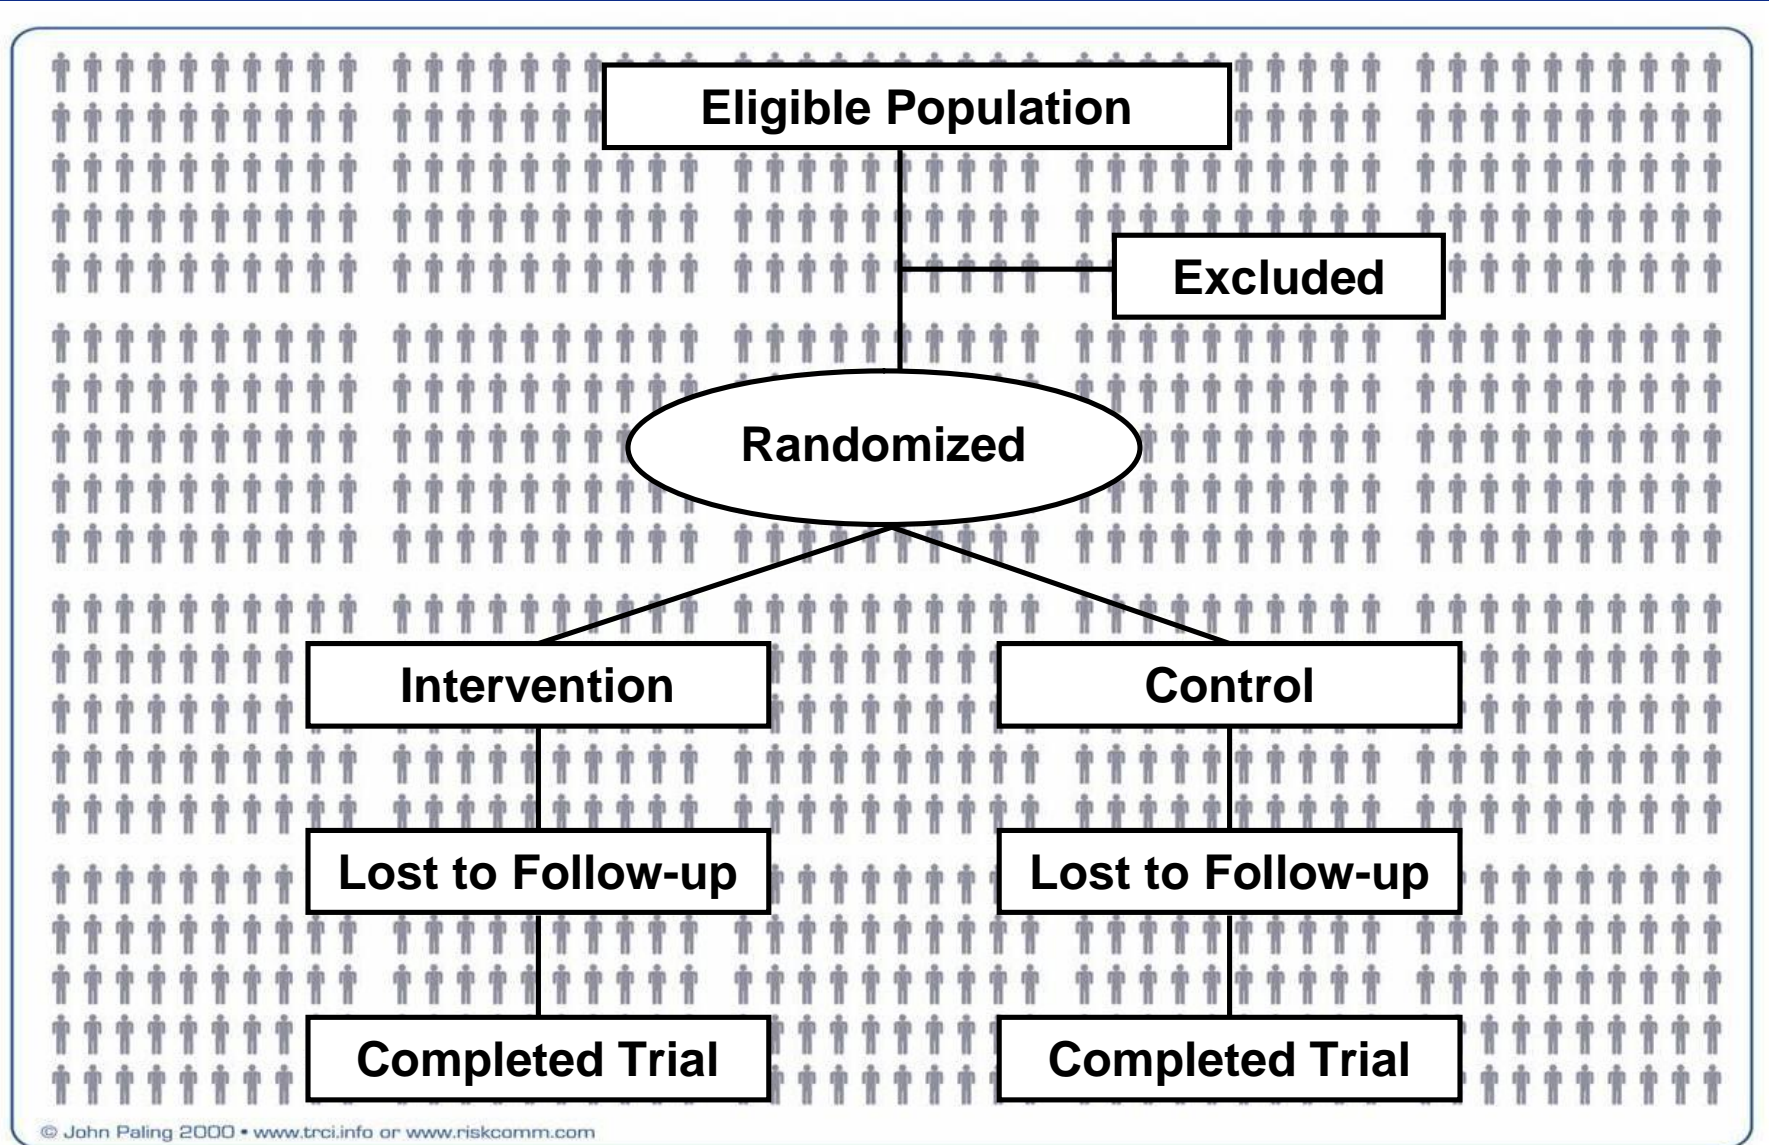 Eligible Population
Excluded
Randomized
Intervention
Control
Lost to Follow-up
Lost to Follow-up
Completed Trial
Completed Trial
© John Paling 2000 • www.trci.info or www.riskcomm.com